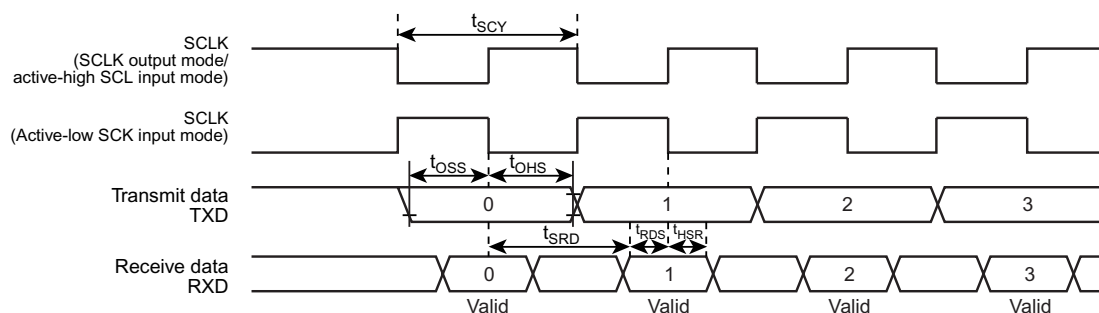 tSCY
SCLK
(SCLK output mode/
active-high SCL input mode)
SCLK
(Active-low SCK input mode)
tOSS tOHS
Transmit data
TXD
0 1 2 3
tSRD tRDS tHSR
Receive data
RXD
0 1 2 3
Valid Valid Valid Valid